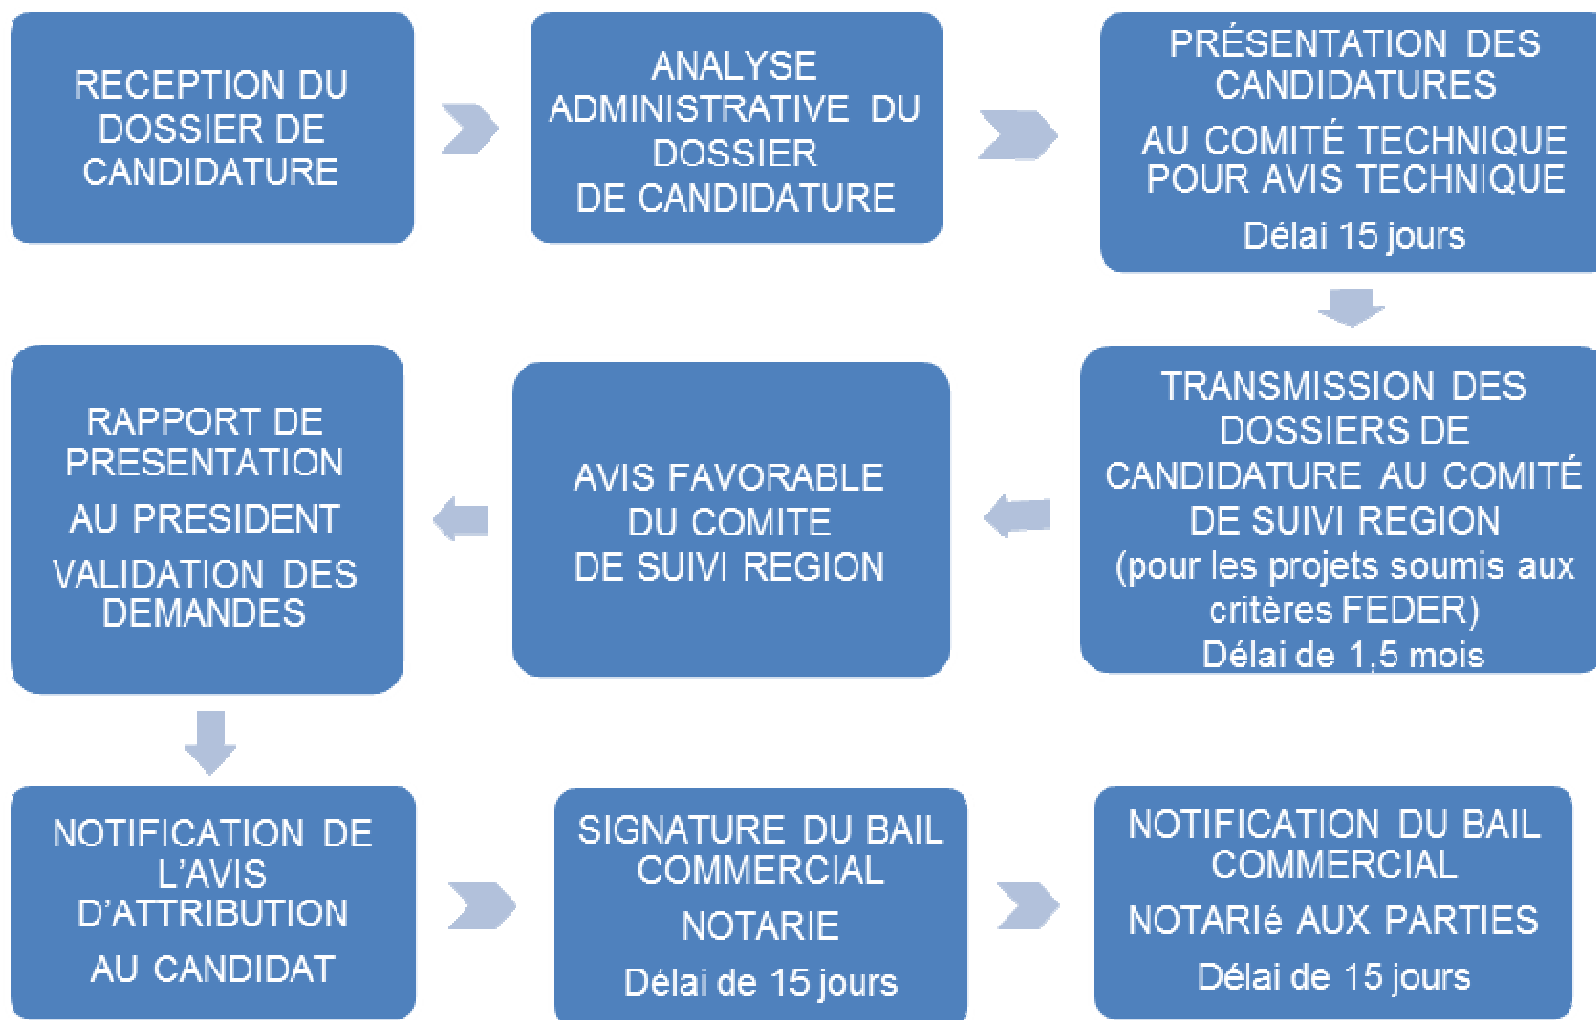 RECEPTION DU
DOSSIER DE
CANDIDATURE
ANALYSE
ADMINISTRATIVE DU
DOSSIER
DE CANDIDATURE
PRÉSENTATION DES
CANDIDATURES
AU COMITÉ TECHNIQUE
POUR AVIS TECHNIQUE
Délai 15 jours
TRANSMISSION DES
DOSSIERS DE
CANDIDATURE AU COMITÉ
DE SUIVI REGION
(pour les projets soumis aux
critères FEDER)
Délai de 1,5 mois
AVIS FAVORABLE
DU COMITE
DE SUIVI REGION
RAPPORT DE
PRESENTATION
AU PRESIDENT
VALIDATION DES
DEMANDES
NOTIFICATION DE
L'AVIS
D'ATTRIBUTION
AU CANDIDAT
SIGNATURE DU BAIL
COMMERCIAL
NOTARIE
Délai de 15 jours
NOTIFICATION DU BAIL
COMMERCIAL
NOTARIé AUX PARTIES
Délai de 15 jours